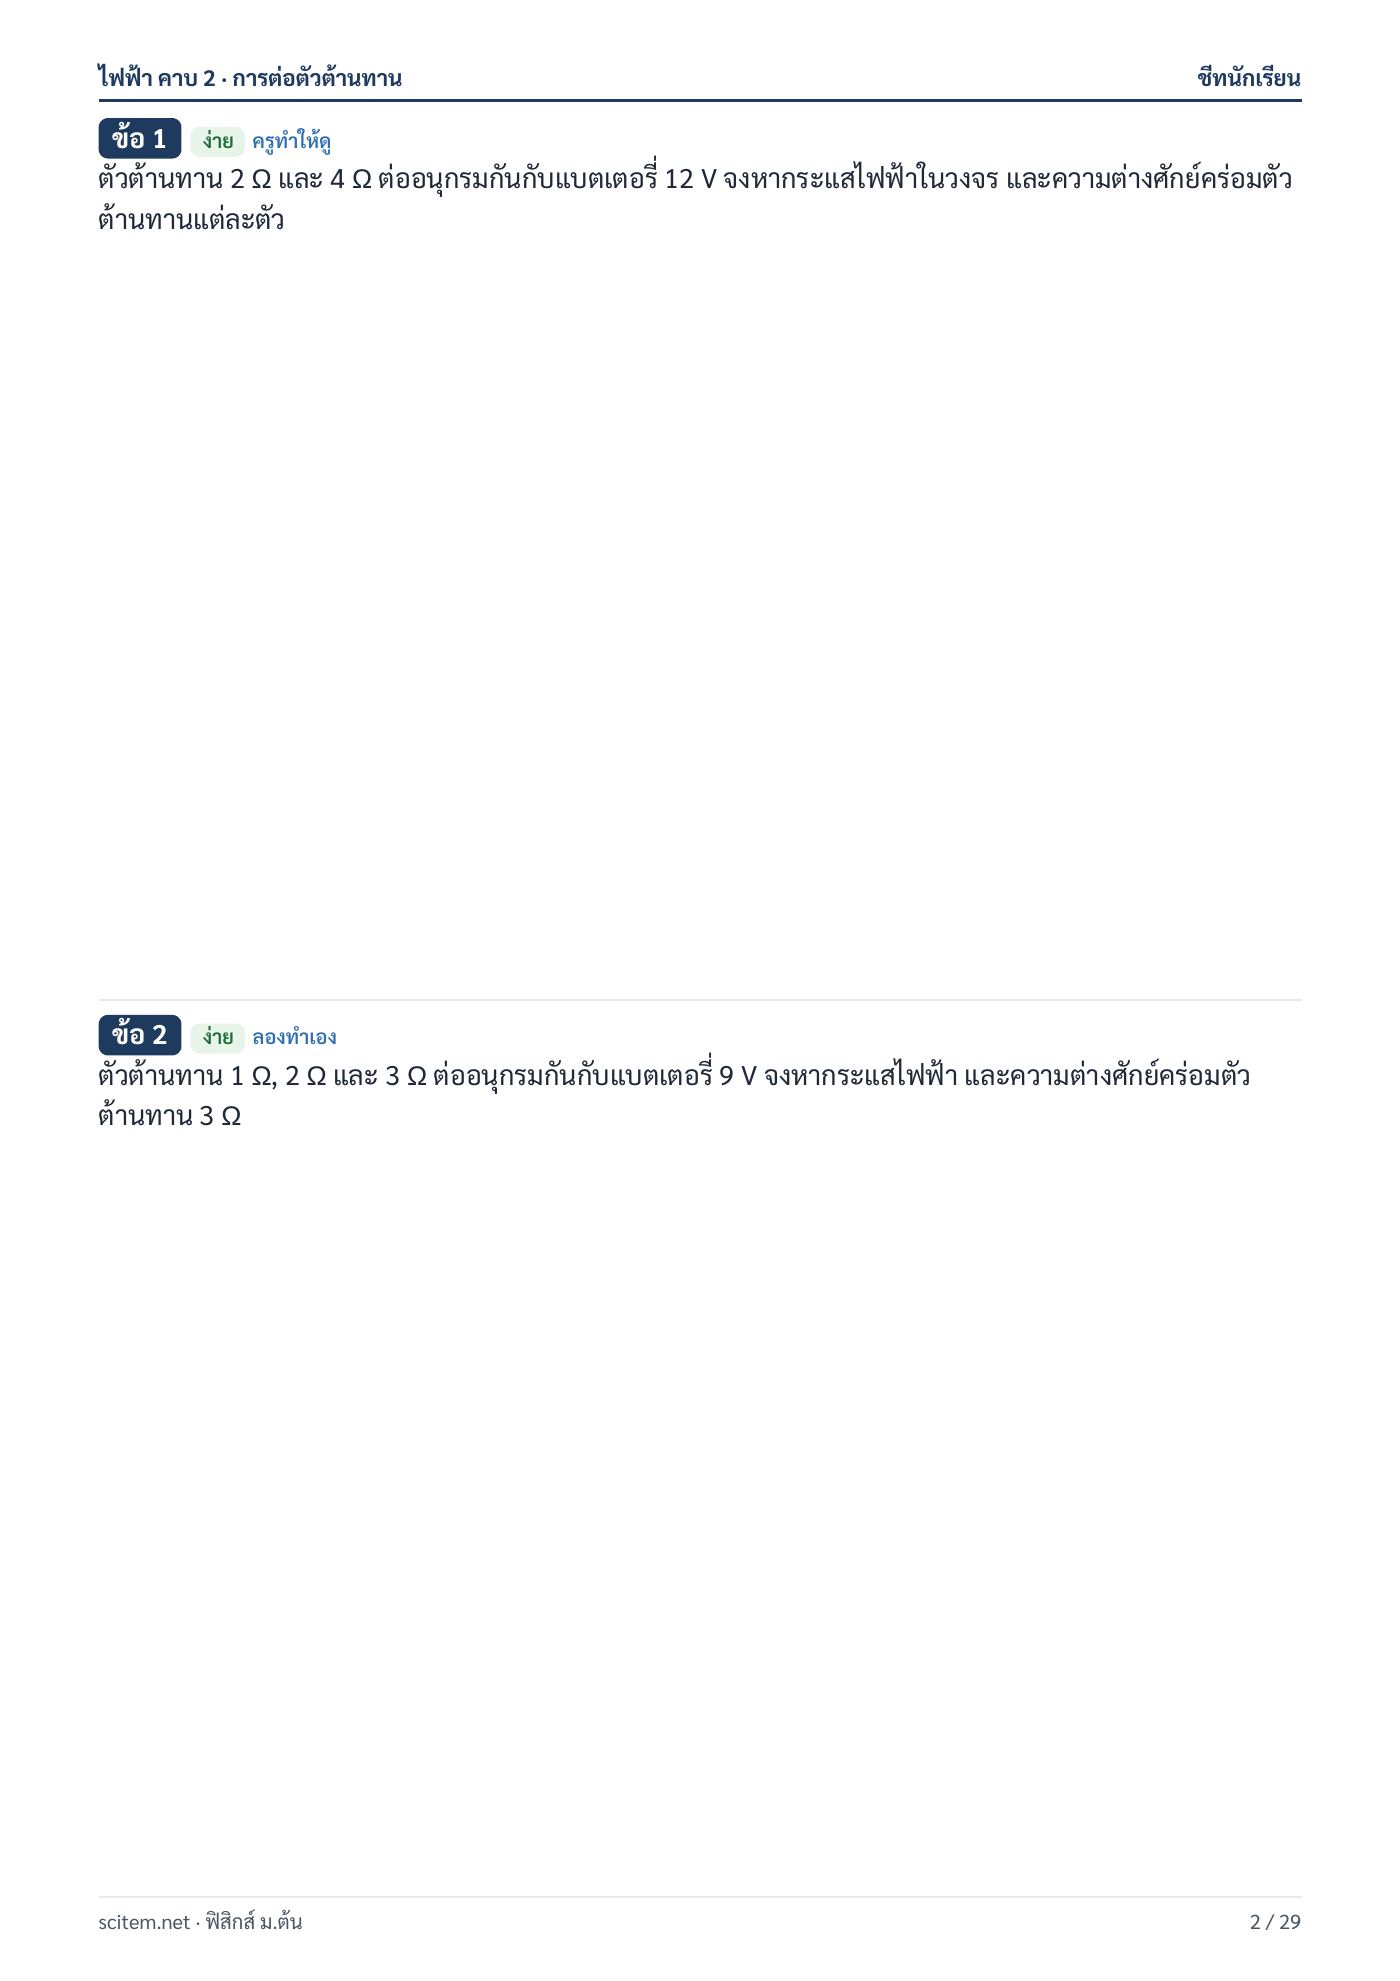 ไฟฟ้า คาบ 2 · การต่อตัวต้านทาน
ชีทนักเรียน
ข้อ 1 ง่าย ครูทำให้ดู
ตัวต้านทาน 2 Ω และ 4 Ω ต่ออนุกรมกันกับแบตเตอรี่ 12 V จงหากระแสไฟฟ้าในวงจร และความต่างศักย์คร่อมตัว
ต้านทานแต่ละตัว
ข้อ 2 ง่าย ลองทำเอง
ตัวต้านทาน 1 Ω, 2 Ω และ 3 Ω ต่ออนุกรมกันกับแบตเตอรี่ 9 V จงหากระแสไฟฟ้า และความต่างศักย์คร่อมตัว
ต้านทาน 3 Ω
scitem.net · ฟิสิกส์ ม.ต้น
2 / 29